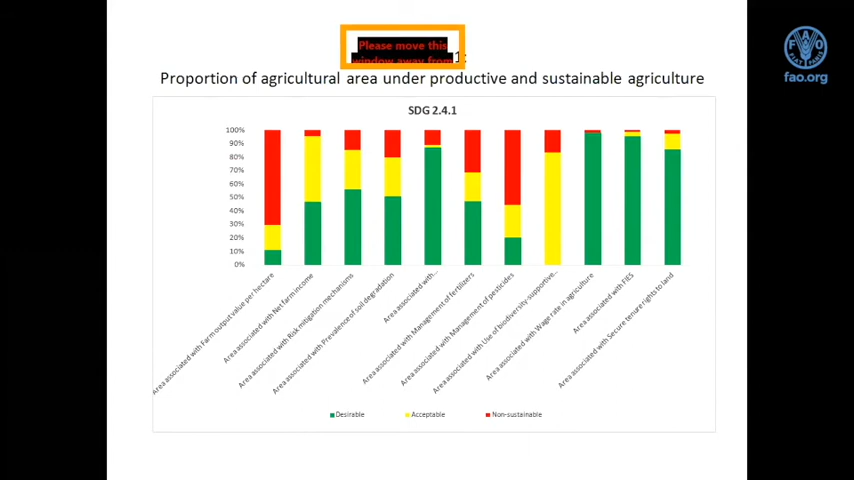 Please move this
window away from
1:
Proportion of agricultural area under productive and sustainable agriculture
FAO
FIAT PANIS
fao.org
SDG 2.4.1
100%
90%
80%
70%
60%
50%
40%
30%
20%
10%
0%
Area associated with Farm output value per hectare
Area associated with Net farm income
Area associated with Risk mitigation mechanisms
Area associated with Prevalence of soil degradation
Area associated with...
Area associated with Management of fertilizers
Area associated with Management of pesticides
Area associated with Use of biodiversity-supportive...
Area associated with Wage rate in agriculture
Area associated with FIES
Area associated with Secure tenure rights to land
Desirable
Acceptable
Non-sustainable